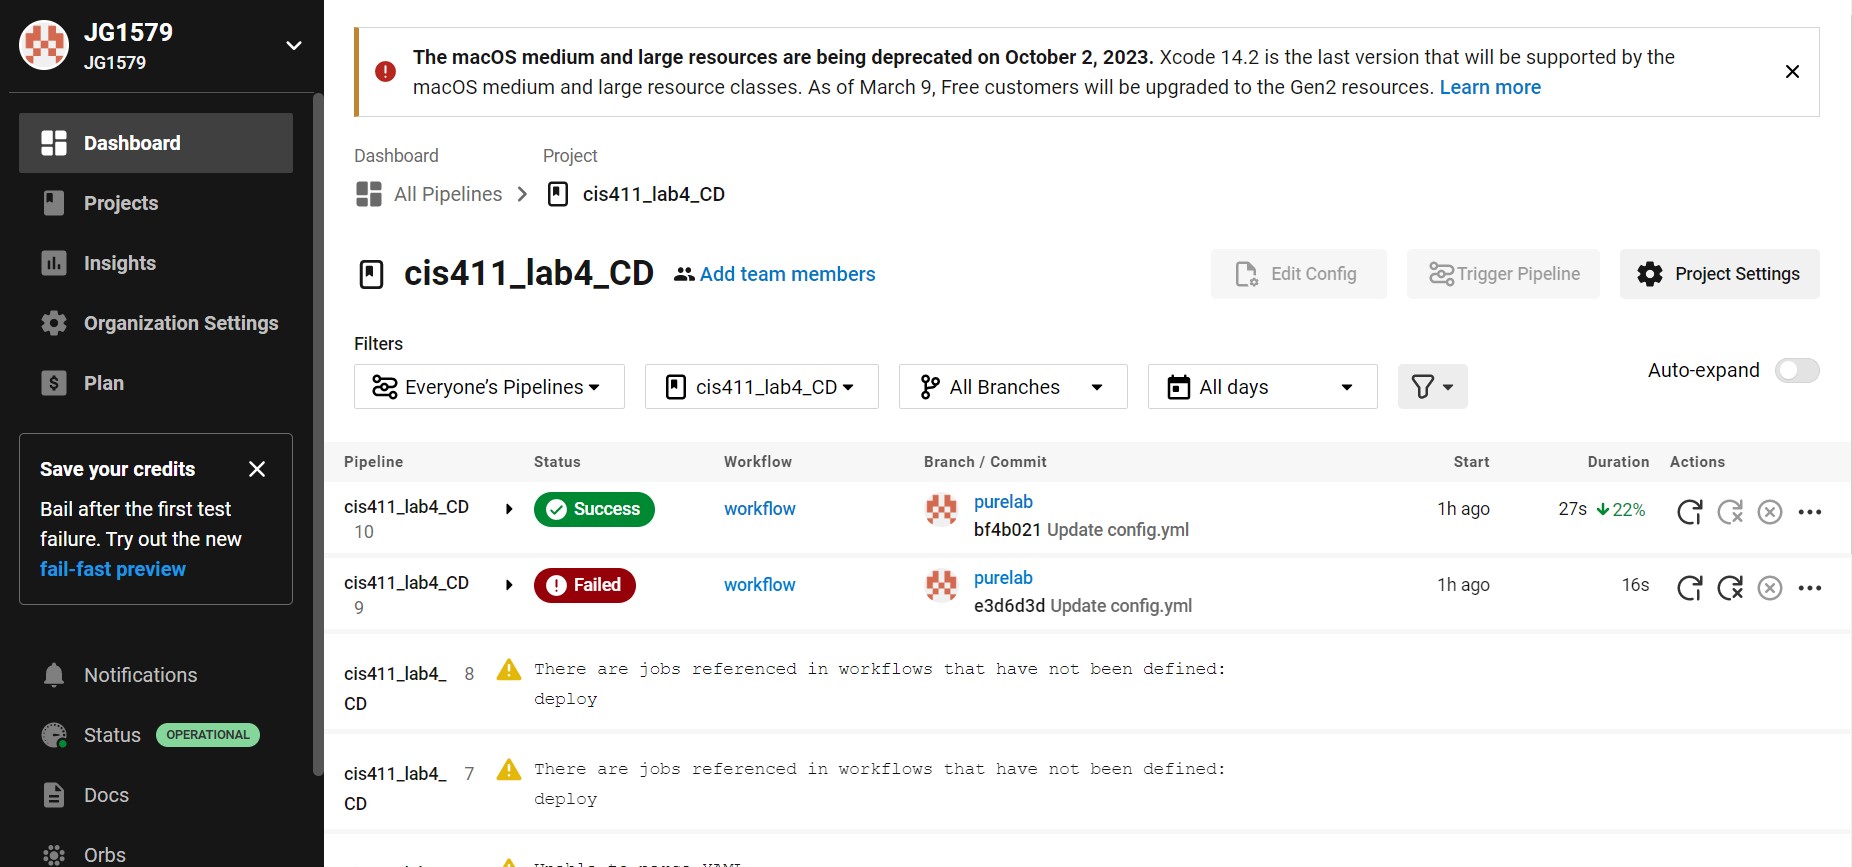 JG1579
JG1579
Dashboard
Projects
Insights
Organization Settings
Plan
Save your credits
Bail after the first test
failure. Try out the new
fail-fast preview
Notifications
Status OPERATIONAL
Docs
Orbs
The macOS medium and large resources are being deprecated on October 2, 2023. Xcode 14.2 is the last version that will be supported by the
macOS medium and large resource classes. As of March 9, Free customers will be upgraded to the Gen2 resources. Learn more
Dashboard Project
All Pipelines cis411_lab4_CD
cis411_lab4_CD Add team members Edit Config Trigger Pipeline Project Settings
Filters
Everyone's Pipelines cis411_lab4_CD All Branches All days Auto-expand
Pipeline Status Workflow Branch / Commit Start Duration Actions
cis411_lab4_CD Success workflow purelab 1h ago 27s 22%
10 bf4b021 Update config.yml
cis411_lab4_CD Failed workflow purelab 1h ago 16s
9 e3d6d3d Update config.yml
cis411_lab4_ 8 There are jobs referenced in workflows that have not been defined:
CD deploy
cis411_lab4_ 7 There are jobs referenced in workflows that have not been defined:
CD deploy
Unable to parse YAML